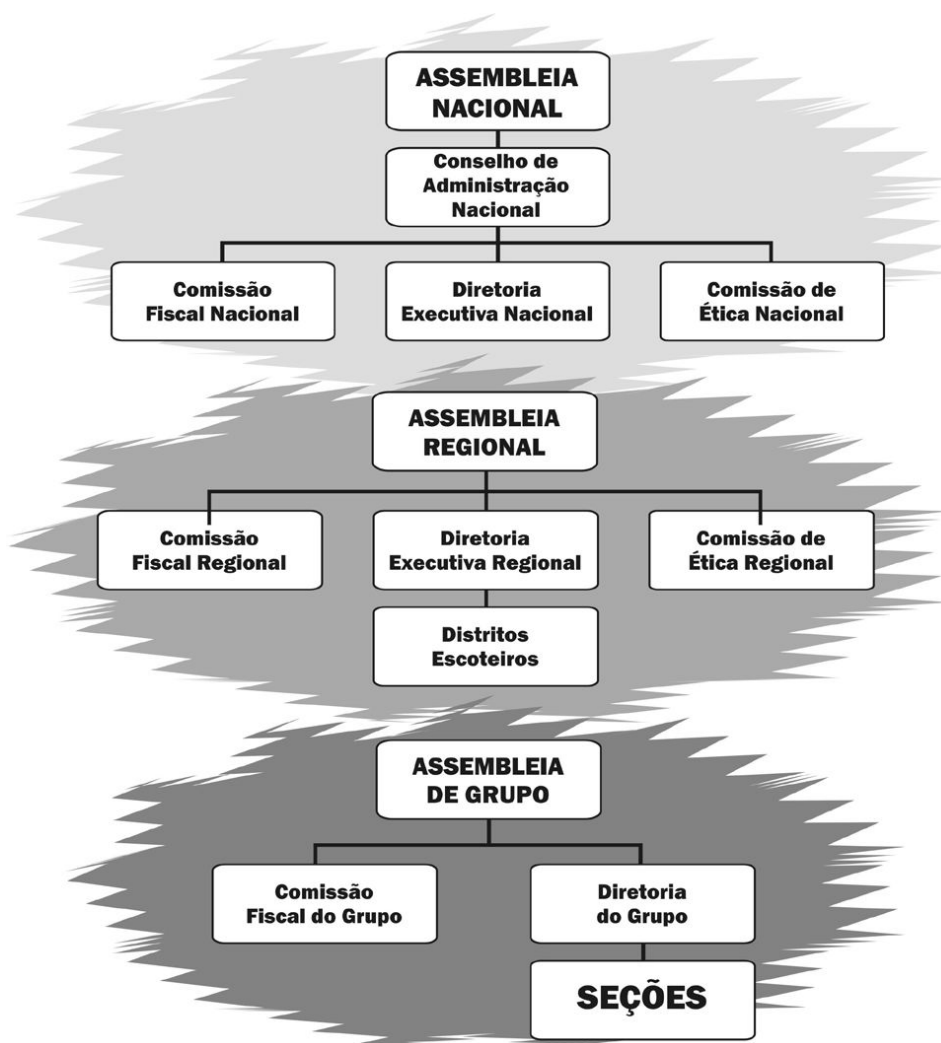 ASSEMBLEIA
NACIONAL
Conselho de
Administração
Nacional
Comissão
Fiscal Nacional
Diretoria
Executiva Nacional
Comissão de
Ética Nacional
ASSEMBLEIA
REGIONAL
Comissão
Fiscal Regional
Diretoria
Executiva Regional
Comissão de
Ética Regional
Distritos
Escoteiros
ASSEMBLEIA
DE GRUPO
Comissão
Fiscal do Grupo
Diretoria
do Grupo
SEÇÕES